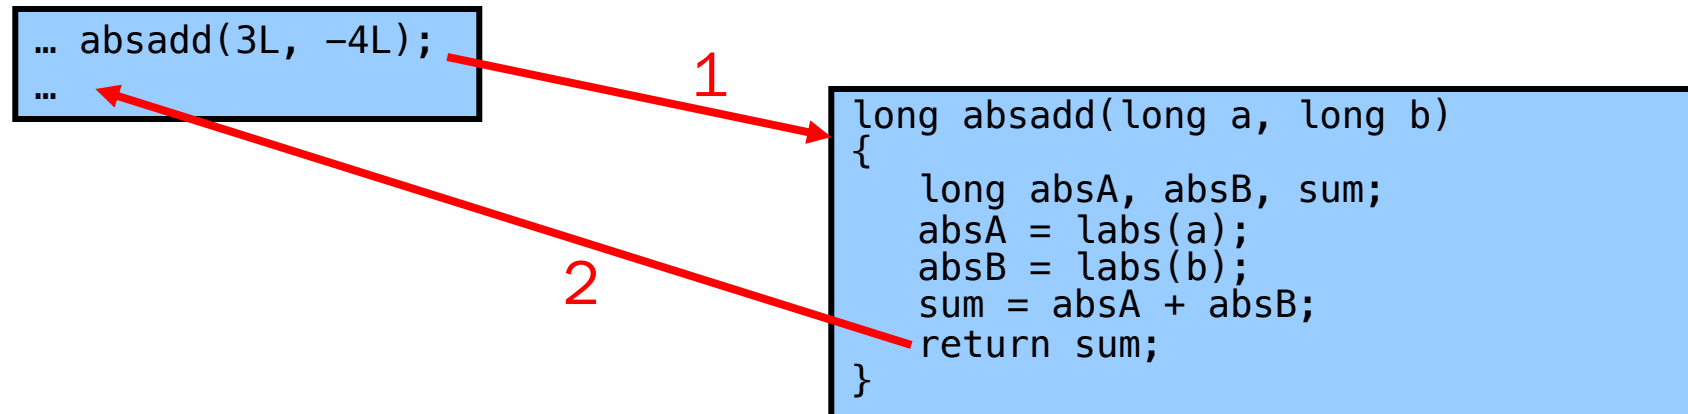 … absadd(3L, –4L);
…
1
long absadd(long a, long b)
{
   long absA, absB, sum;
   absA = labs(a);
   absB = labs(b);
   sum = absA + absB;
   return sum;
}
2